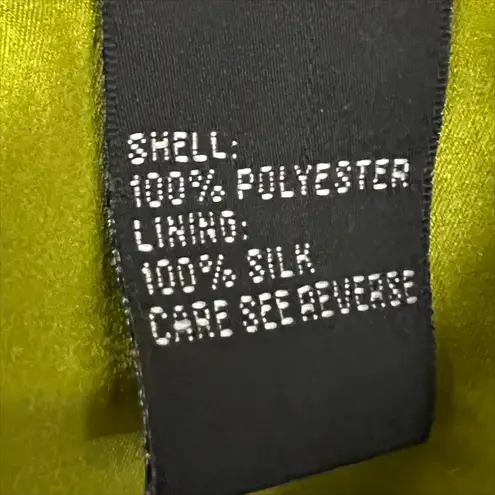 SHELL:
100% POLYESTER
LINING:
100% SILK
CARE SEE REVERSE